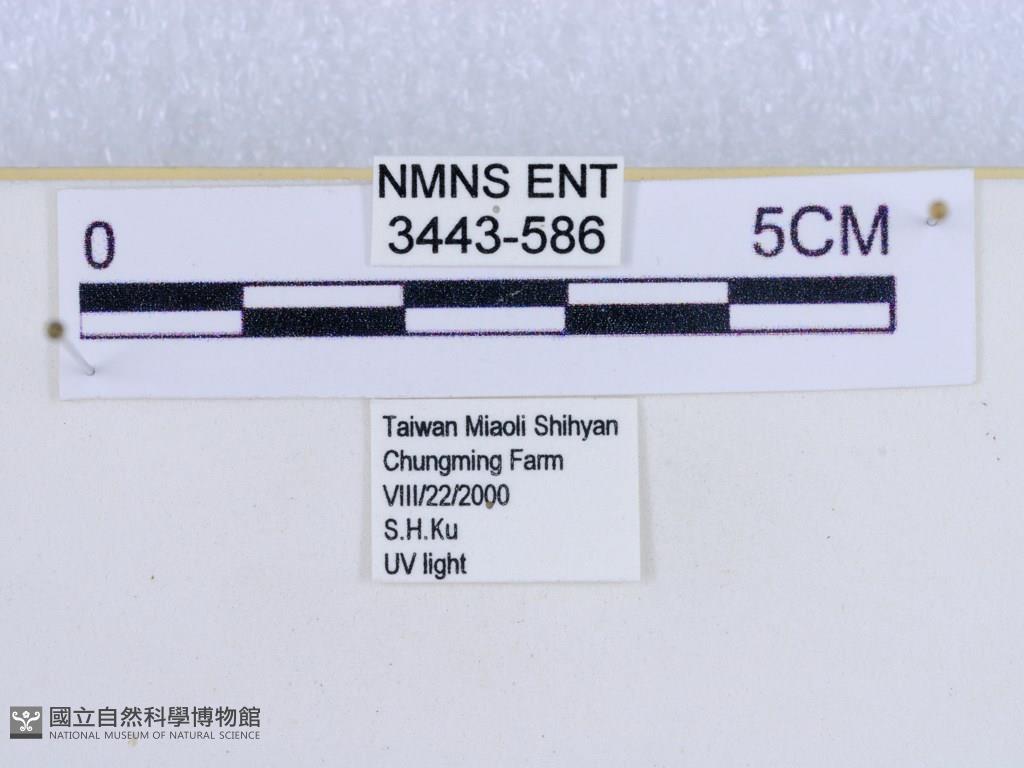 NMNS ENT
3443-586
0 5CM
Taiwan Miaoli Shihyan
Chungming Farm
VIII/22/2000
S.H.Ku
UV light
國立自然科學博物館
NATIONAL MUSEUM OF NATURAL SCIENCE